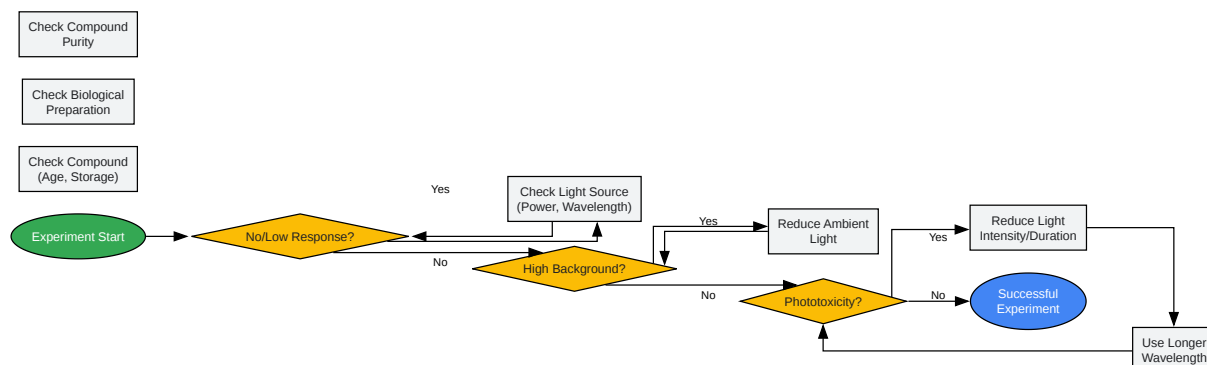 Check Compound
Purity
Check Biological
Preparation
Check Compound
(Age, Storage)
Experiment Start
No/Low Response?
Yes
No
Check Light Source
(Power, Wavelength)
High Background?
Yes
No
Reduce Ambient
Light
Phototoxicity?
Yes
No
Reduce Light
Intensity/Duration
Successful
Experiment
Use Longer
Wavelength